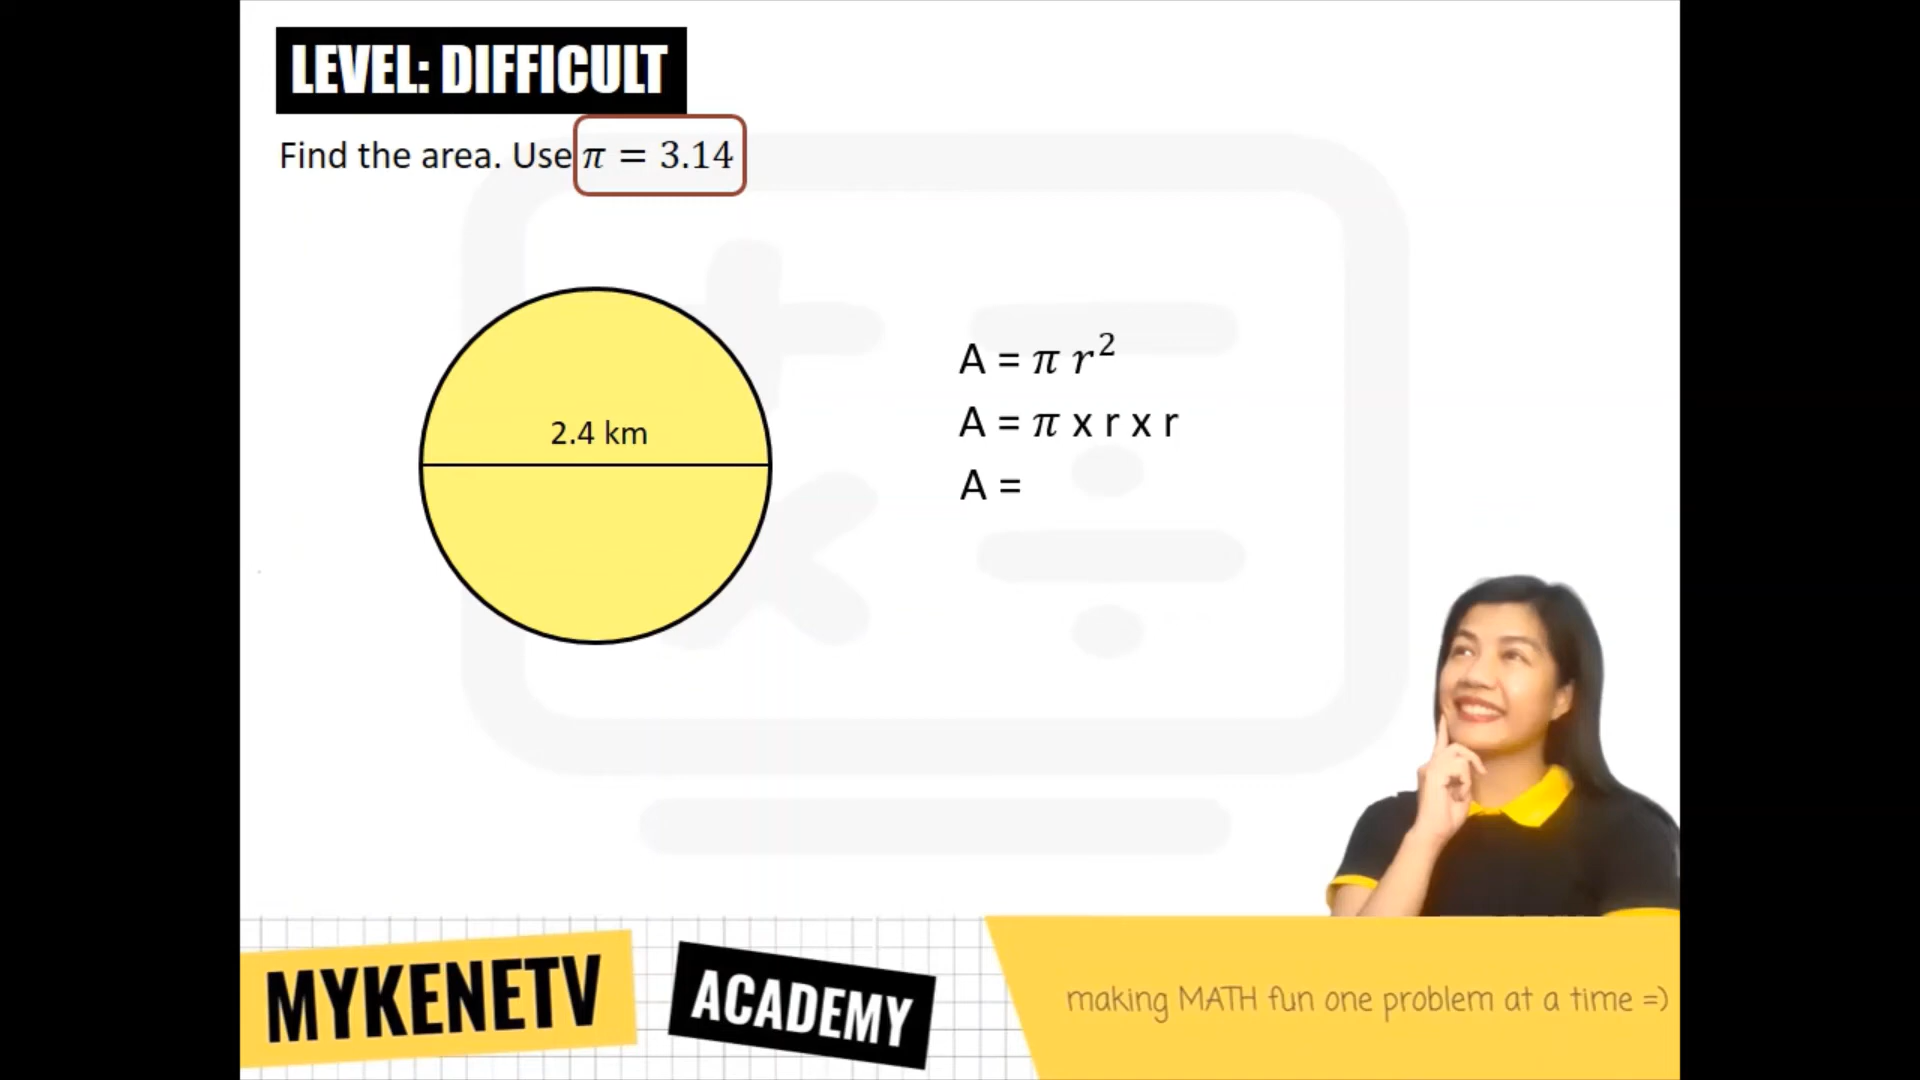 LEVEL: DIFFICULT
Find the area. Use π = 3.14
2.4 km
A = π r²
A = π x r x r
A =
MYKENETV
ACADEMY
making MATH fun one problem at a time =)